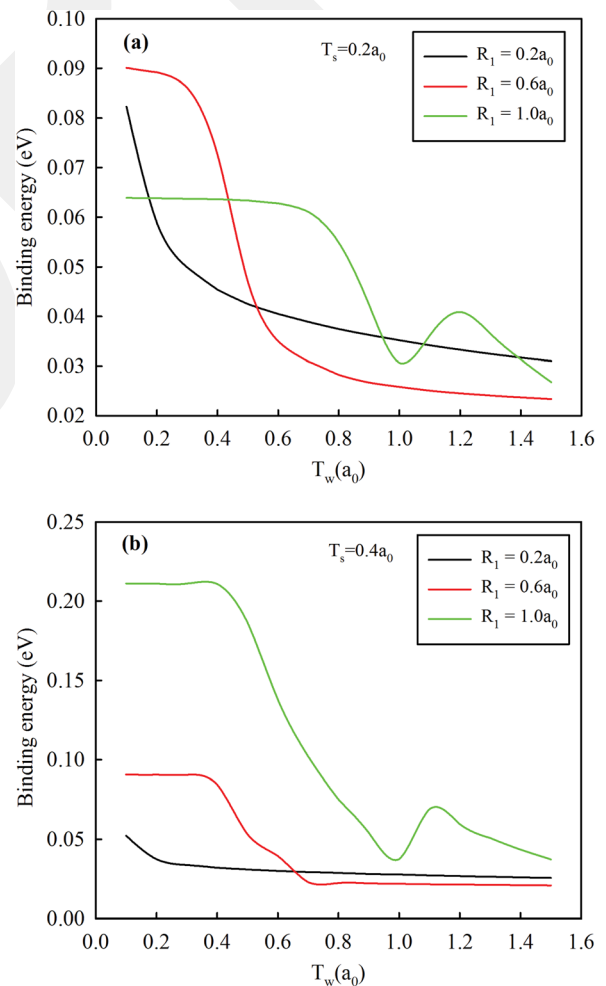 0.10
(a)
T_s=0.2a_0
R_1 = 0.2a_0
0.09
R_1 = 0.6a_0
0.08
R_1 = 1.0a_0
0.07
0.06
Binding energy (eV)
0.05
0.04
0.03
0.02
0.0 0.2 0.4 0.6 0.8 1.0 1.2 1.4 1.6
T_w(a_0)
0.25
(b)
T_s=0.4a_0
R_1 = 0.2a_0
R_1 = 0.6a_0
0.20
R_1 = 1.0a_0
0.15
Binding energy (eV)
0.10
0.05
0.00
0.0 0.2 0.4 0.6 0.8 1.0 1.2 1.4 1.6
T_w(a_0)